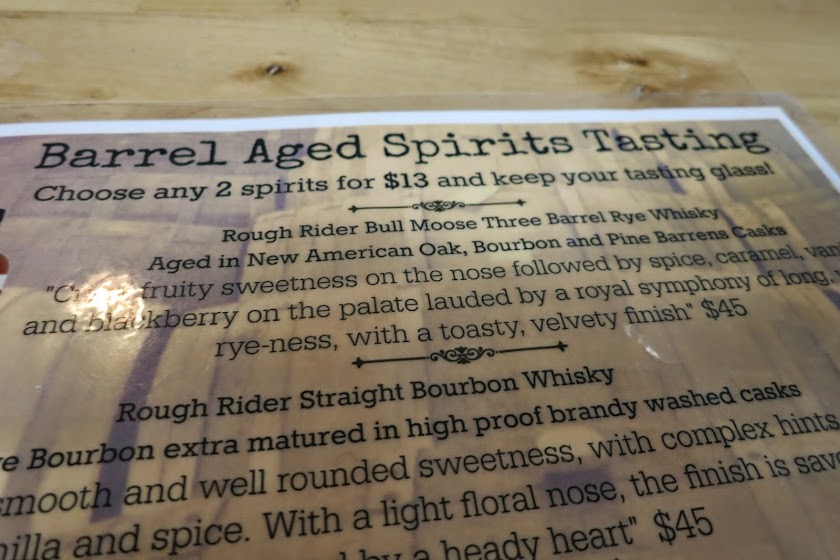 Barrel Aged Spirits Tasting
Choose any 2 spirits for $13 and keep your tasting glass!
Rough Rider Bull Moose Three Barrel Rye Whisky
Aged in New American Oak, Bourbon and Pine Barrens Casks
fruity sweetness on the nose followed by spice, caramel,
and blackberry on the palate lauded by a royal symphony of long
rye-ness, with a toasty, velvety finish" $45
Rough Rider Straight Bourbon Whisky
Bourbon extra matured in high proof brandy washed casks
smooth and well rounded sweetness, with complex hints
and spice. With a light floral nose, the finish is
by a heady heart" $45